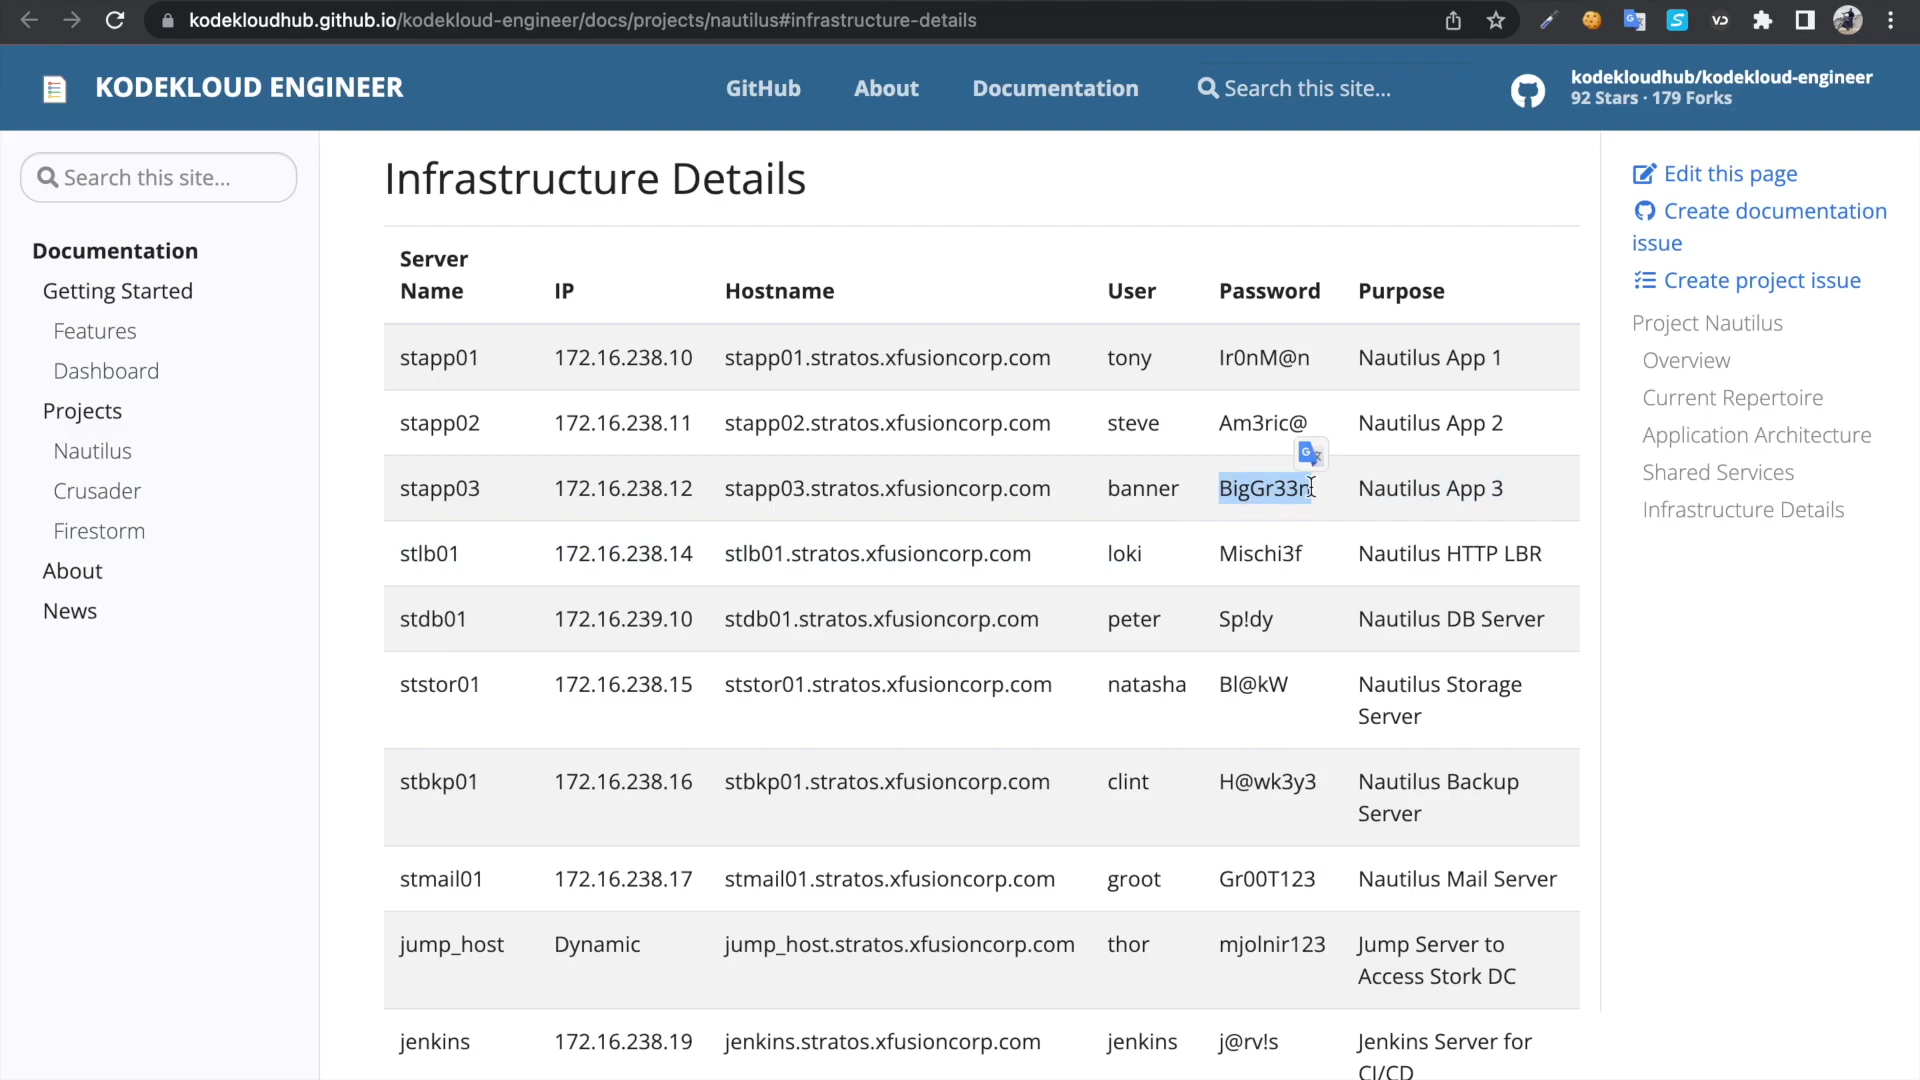 kodekloudhub.github.io/kodekloud-engineer/docs/projects/nautilus#infrastructure-details
KODEKLOUD ENGINEER
GitHub About Documentation Search this site...
kodekloudhub/kodekloud-engineer
92 Stars · 179 Forks
Search this site...
Documentation
Getting Started
Features
Dashboard
Projects
Nautilus
Crusader
Firestorm
About
News
Infrastructure Details
Server Name IP Hostname User Password Purpose
stapp01 172.16.238.10 stapp01.stratos.xfusioncorp.com tony Ir0nM@n Nautilus App 1
stapp02 172.16.238.11 stapp02.stratos.xfusioncorp.com steve Am3ric@ Nautilus App 2
stapp03 172.16.238.12 stapp03.stratos.xfusioncorp.com banner BigGr33n Nautilus App 3
stlb01 172.16.238.14 stlb01.stratos.xfusioncorp.com loki Mischi3f Nautilus HTTP LBR
stdb01 172.16.239.10 stdb01.stratos.xfusioncorp.com peter Sp!dy Nautilus DB Server
ststor01 172.16.238.15 ststor01.stratos.xfusioncorp.com natasha Bl@kW Nautilus Storage
Server
stbkp01 172.16.238.16 stbkp01.stratos.xfusioncorp.com clint H@wk3y3 Nautilus Backup
Server
stmail01 172.16.238.17 stmail01.stratos.xfusioncorp.com groot Gr00T123 Nautilus Mail Server
jump_host Dynamic jump_host.stratos.xfusioncorp.com thor mjolnir123 Jump Server to
Access Stork DC
jenkins 172.16.238.19 jenkins.stratos.xfusioncorp.com jenkins j@rv!s Jenkins Server for
CI/CD
Edit this page
Create documentation
issue
Create project issue
Project Nautilus
Overview
Current Repertoire
Application Architecture
Shared Services
Infrastructure Details